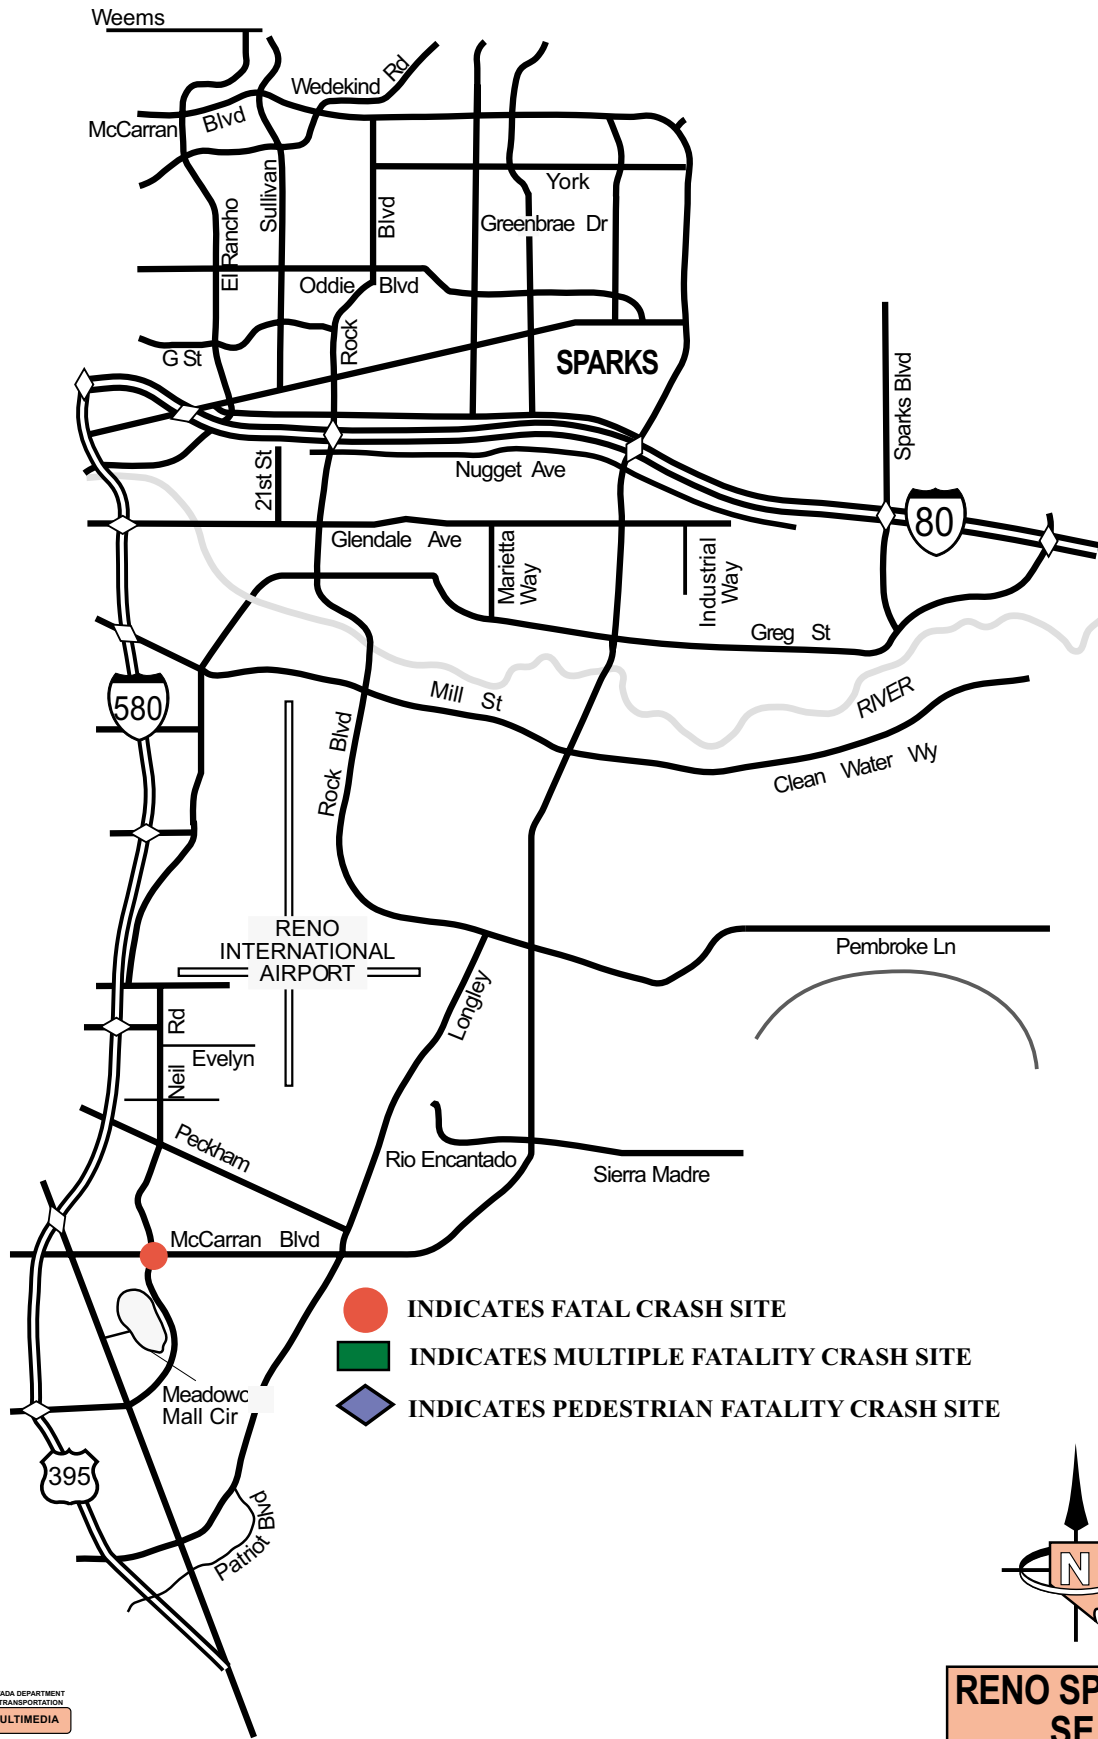 Weems
Wedekind Rd
McCarran Blvd
Sullivan
York
Blvd
El Rancho
Greenbrae Dr
Oddie Blvd
Rock
G St
SPARKS
Sparks Blvd
21st St
Nugget Ave
80
Glendale Ave
Marietta
Way
Industrial
Way
Greg St
580
Mill St
RIVER
Rock Blvd
Clean Water Wy
RENO
INTERNATIONAL
AIRPORT
Pembroke Ln
Longley
Neil Rd
Evelyn
Peckham
Rio Encantado
Sierra Madre
McCarran Blvd
INDICATES FATAL CRASH SITE
INDICATES MULTIPLE FATALITY CRASH SITE
INDICATES PEDESTRIAN FATALITY CRASH SITE
Meadowo
Mall Cir
395
Patriot Blvd
N
ADA DEPARTMENT
TRANSPORTATION
ULTIMEDIA
RENO SP
SE